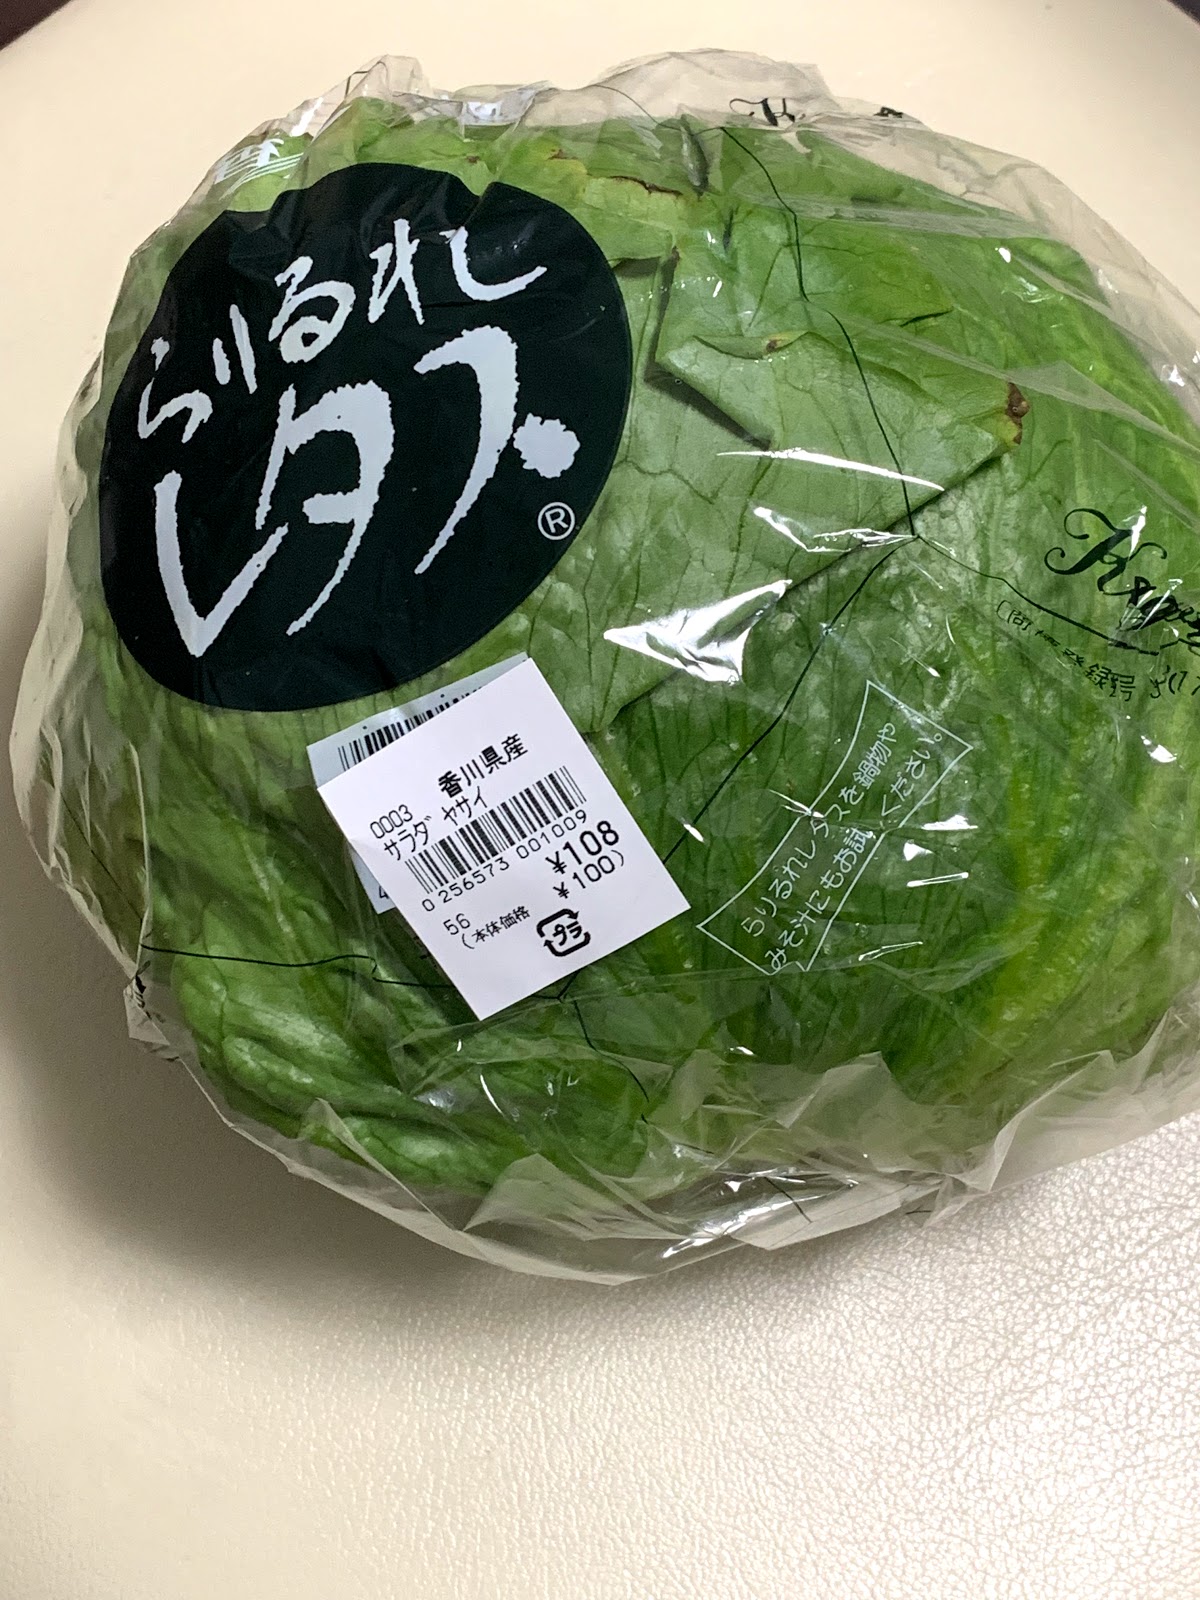 らりるれ
レタス.
®
香川県産
0003
サラダ ヤサイ
0 256573 001009
56 ¥108
(本体価格 ¥100)
プラ
らりるれレタスを鍋物や
みそ汁にもお試しください。